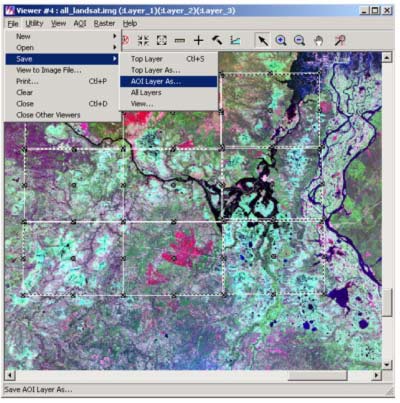 Viewer #4 : all_landsat.img (:Layer_1)(:Layer_2)(:Layer_3)
File Utility View AOI Raster Help
New
Open
Save
View to Image File...
Print... Ctrl+P
Clear
Close Ctrl+D
Close Other Viewers
Top Layer Ctrl+S
Top Layer As...
AOI Layer As...
All Layers
View...
Save AOI Layer As...